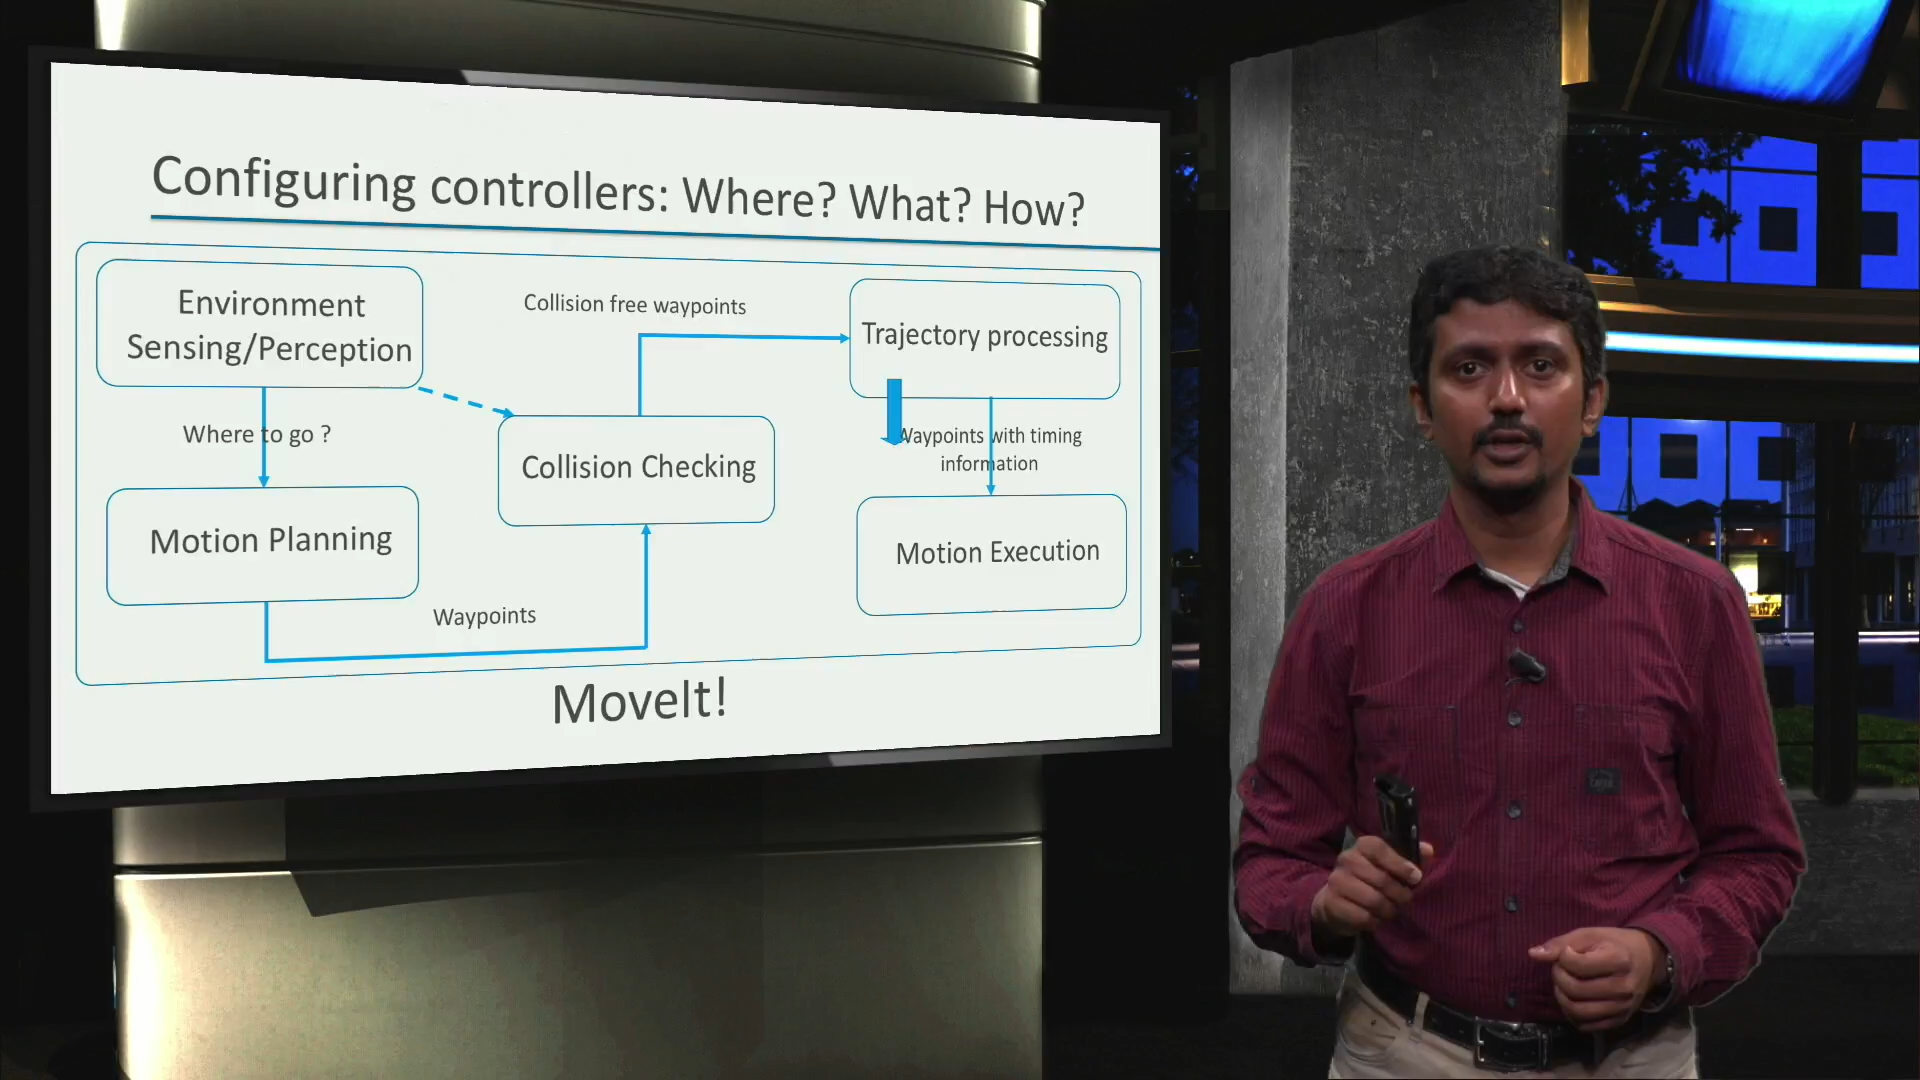 Configuring controllers: Where? What? How?
Environment
Sensing/Perception
Collision free waypoints
Trajectory processing
Where to go ?
Collision Checking
Waypoints with timing
information
Motion Planning
Motion Execution
Waypoints
MoveIt!